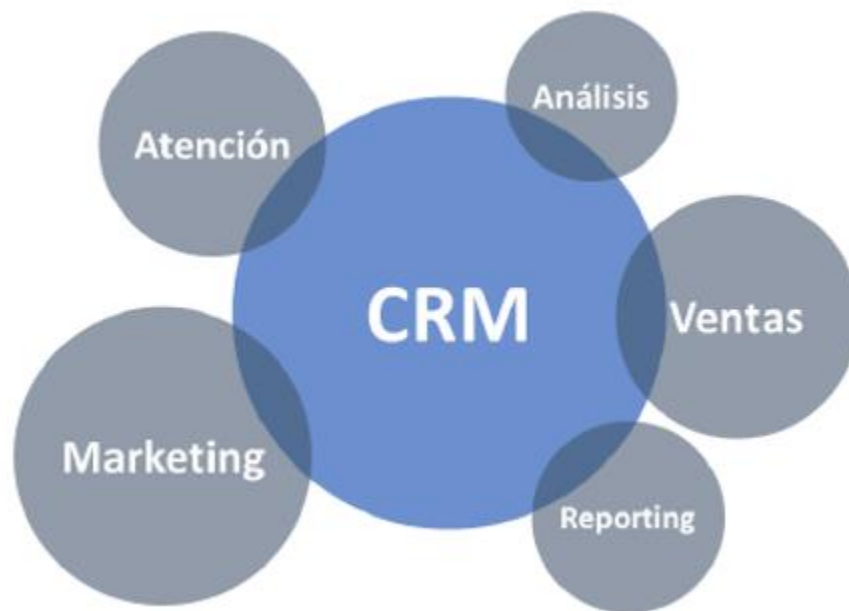 Análisis
Atención
CRM
Ventas
Marketing
Reporting